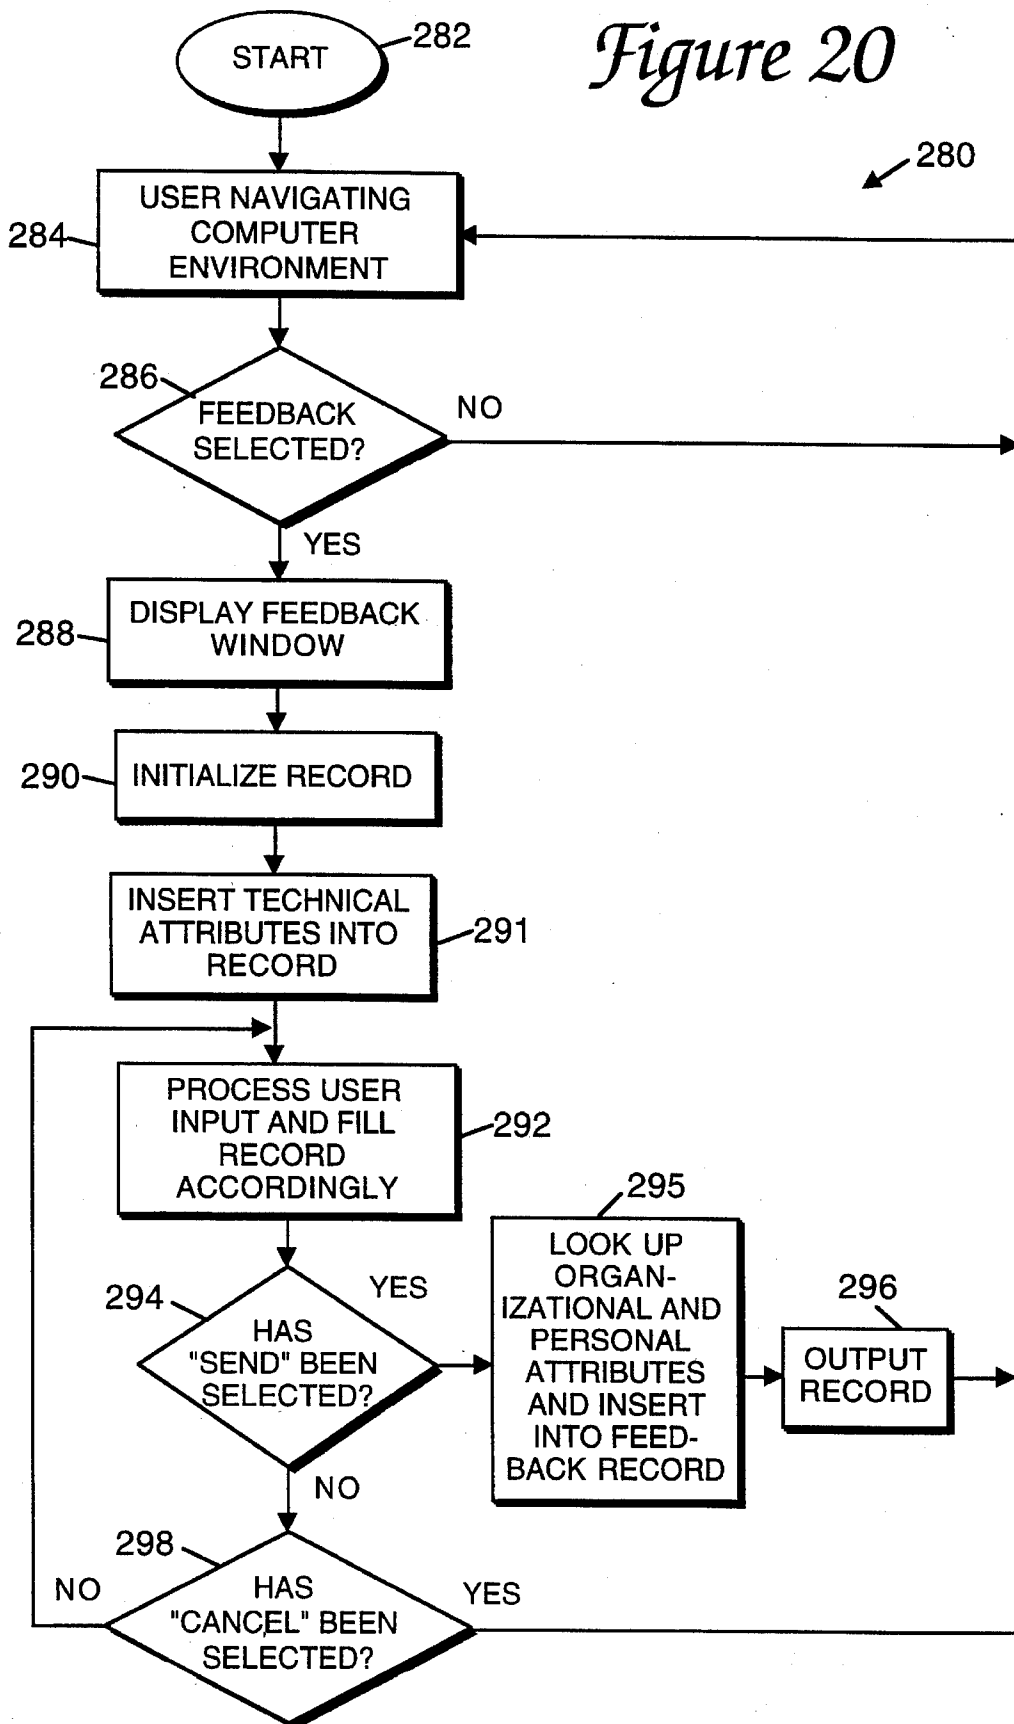 Figure 20
START
282
280
USER NAVIGATING
COMPUTER
ENVIRONMENT
284
286
FEEDBACK
SELECTED?
NO
YES
DISPLAY FEEDBACK
WINDOW
288
INITIALIZE RECORD
290
INSERT TECHNICAL
ATTRIBUTES INTO
RECORD
291
PROCESS USER
INPUT AND FILL
RECORD
ACCORDINGLY
292
294
HAS
"SEND" BEEN
SELECTED?
YES
295
LOOK UP
ORGAN-
IZATIONAL AND
PERSONAL
ATTRIBUTES
AND INSERT
INTO FEED-
BACK RECORD
296
OUTPUT
RECORD
NO
298
HAS
"CANCEL" BEEN
SELECTED?
NO
YES